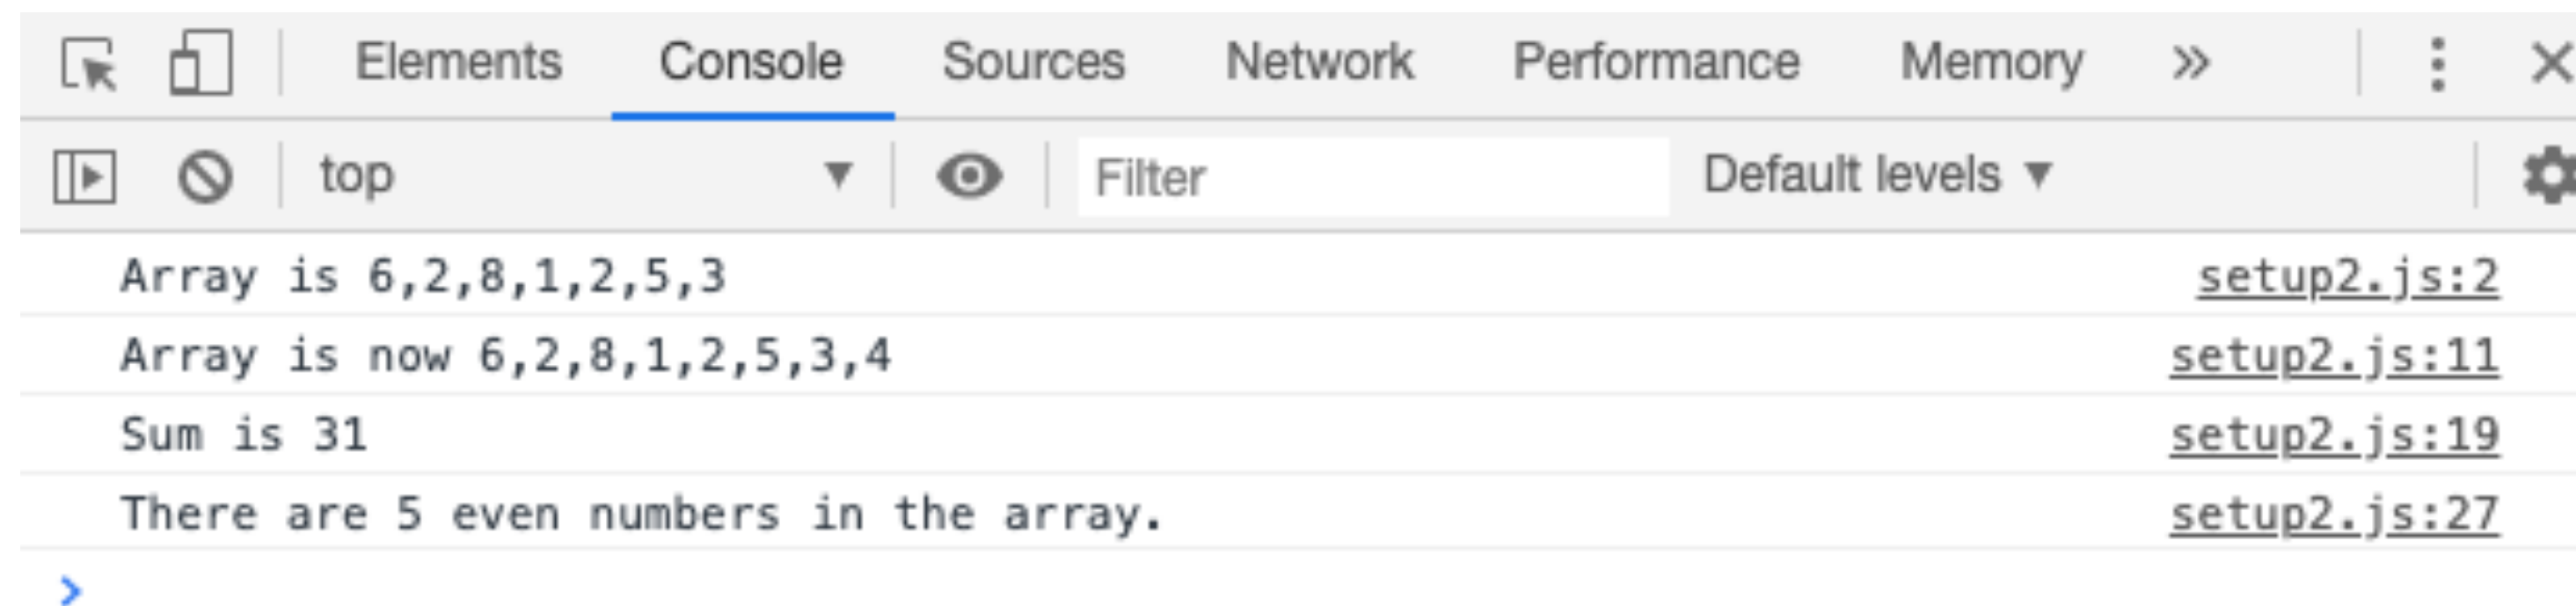 Elements Console Sources Network Performance Memory »
top ▼ Filter Default levels ▼
Array is 6,2,8,1,2,5,3 setup2.js:2
Array is now 6,2,8,1,2,5,3,4 setup2.js:11
Sum is 31 setup2.js:19
There are 5 even numbers in the array. setup2.js:27
>